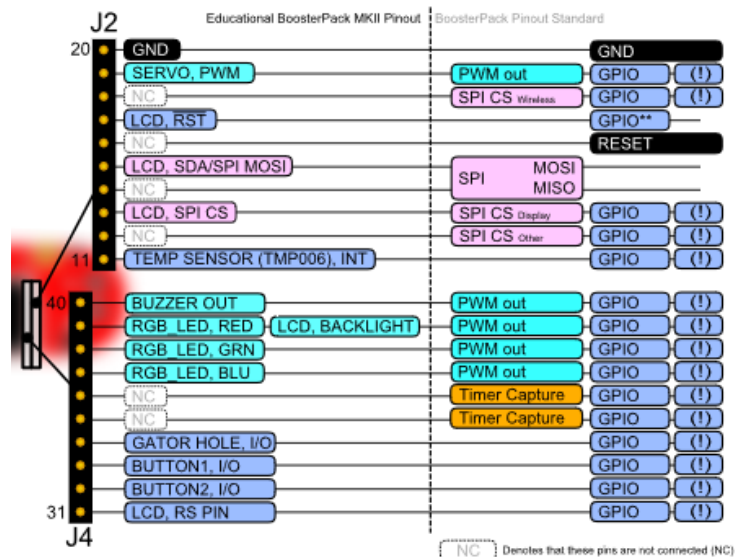 Educational BoosterPack MKII Pinout BoosterPack Pinout Standard
J2
20 GND GND
SERVO, PWM PWM out GPIO (!)
NC SPI CS Wireless GPIO (!)
LCD, RST GPIO**
NC RESET
LCD, SDA/SPI MOSI SPI MOSI
NC MISO
LCD, SPI CS SPI CS Display GPIO (!)
NC SPI CS Other GPIO (!)
11 TEMP SENSOR (TMP006), INT GPIO (!)
40 BUZZER OUT PWM out GPIO (!)
RGB_LED, RED LCD, BACKLIGHT PWM out GPIO (!)
RGB_LED, GRN PWM out GPIO (!)
RGB_LED, BLU PWM out GPIO (!)
NC Timer Capture GPIO (!)
NC Timer Capture GPIO (!)
GATOR HOLE, I/O GPIO (!)
BUTTON1, I/O GPIO (!)
BUTTON2, I/O GPIO (!)
31 LCD, RS PIN GPIO (!)
J4
NC Denotes that these pins are not connected (NC)